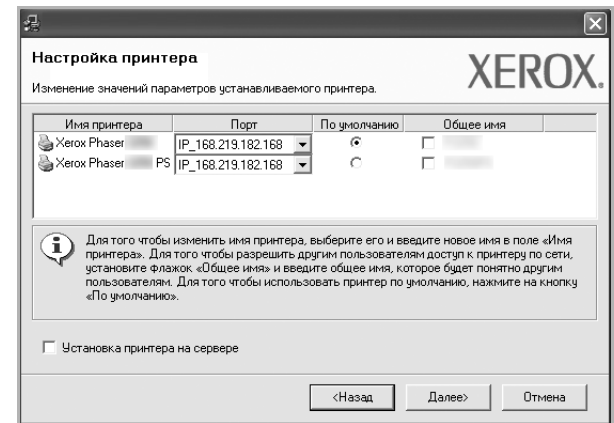 Настройка принтера
XEROX.
Изменение значений параметров устанавливаемого принтера.
Имя принтера Порт По умолчанию Общее имя
Xerox Phaser IP_168.219.182.168
Xerox Phaser PS IP_168.219.182.168
Для того чтобы изменить имя принтера, выберите его и введите новое имя в поле «Имя
принтера». Для того чтобы разрешить другим пользователям доступ к принтеру по сети,
установите флажок «Общее имя» и введите общее имя, которое будет понятно другим
пользователям. Для того чтобы использовать принтер по умолчанию, нажмите на кнопку
«По умолчанию».
Установка принтера на сервере
<Назад Далее> Отмена